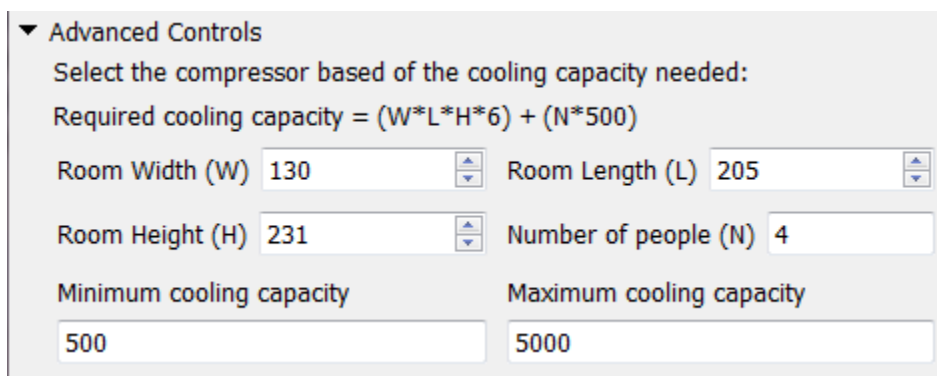 Advanced Controls
Select the compressor based of the cooling capacity needed:
Required cooling capacity = (W*L*H*6) + (N*500)
Room Width (W) 130 Room Length (L) 205
Room Height (H) 231 Number of people (N) 4
Minimum cooling capacity Maximum cooling capacity
500 5000